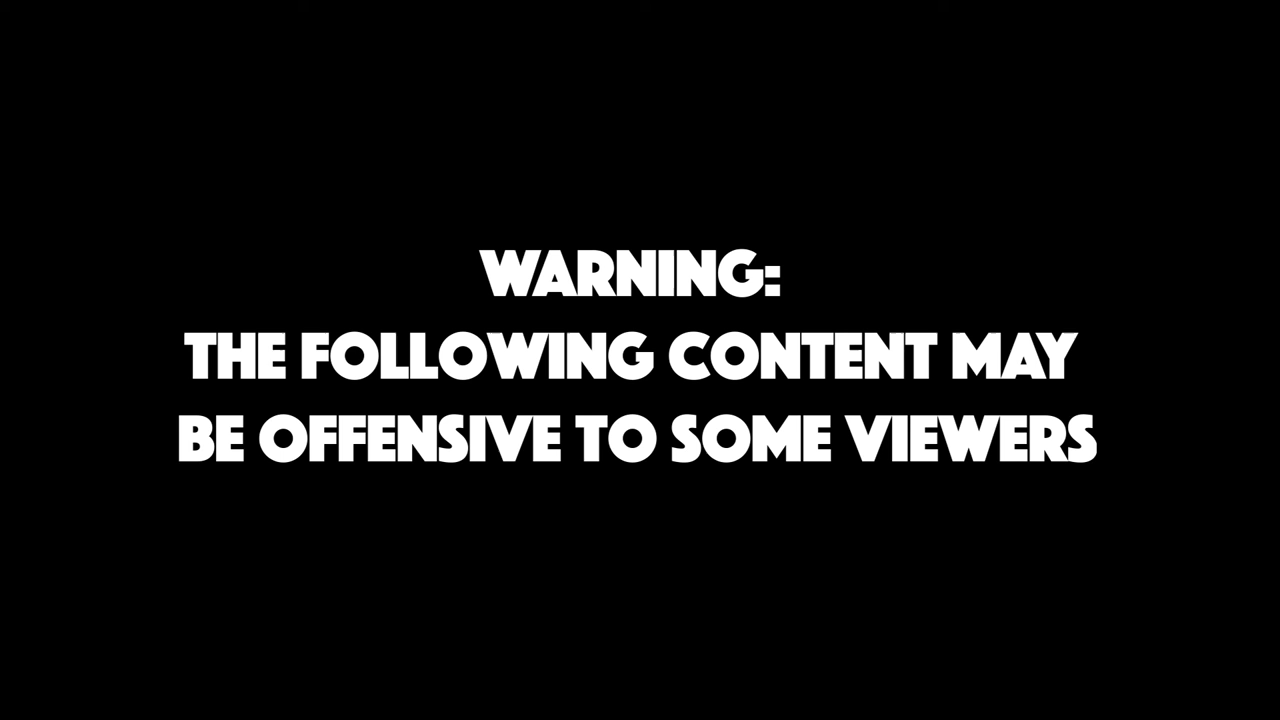 WARNING:
THE FOLLOWING CONTENT MAY
BE OFFENSIVE TO SOME VIEWERS